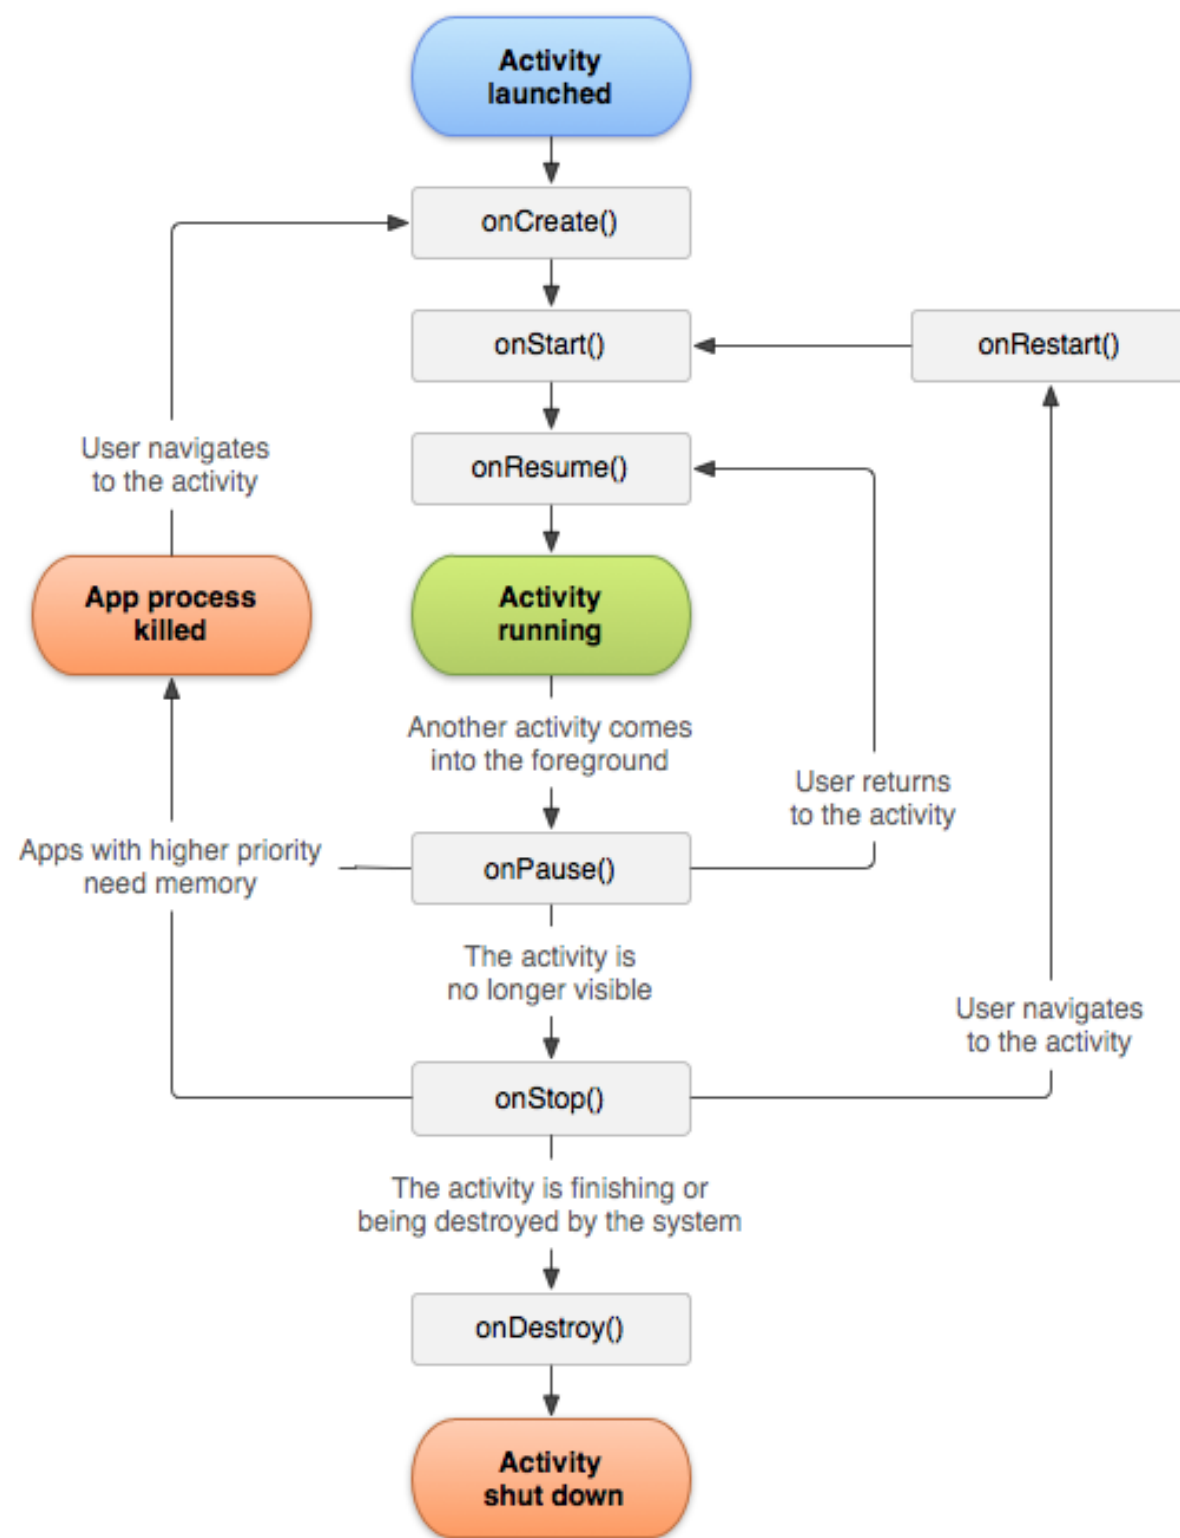 Activity
launched
onCreate()
onStart()
onRestart()
User navigates
to the activity
onResume()
App process
killed
Activity
running
Another activity comes
into the foreground
User returns
to the activity
Apps with higher priority
need memory
onPause()
The activity is
no longer visible
User navigates
to the activity
onStop()
The activity is finishing or
being destroyed by the system
onDestroy()
Activity
shut down